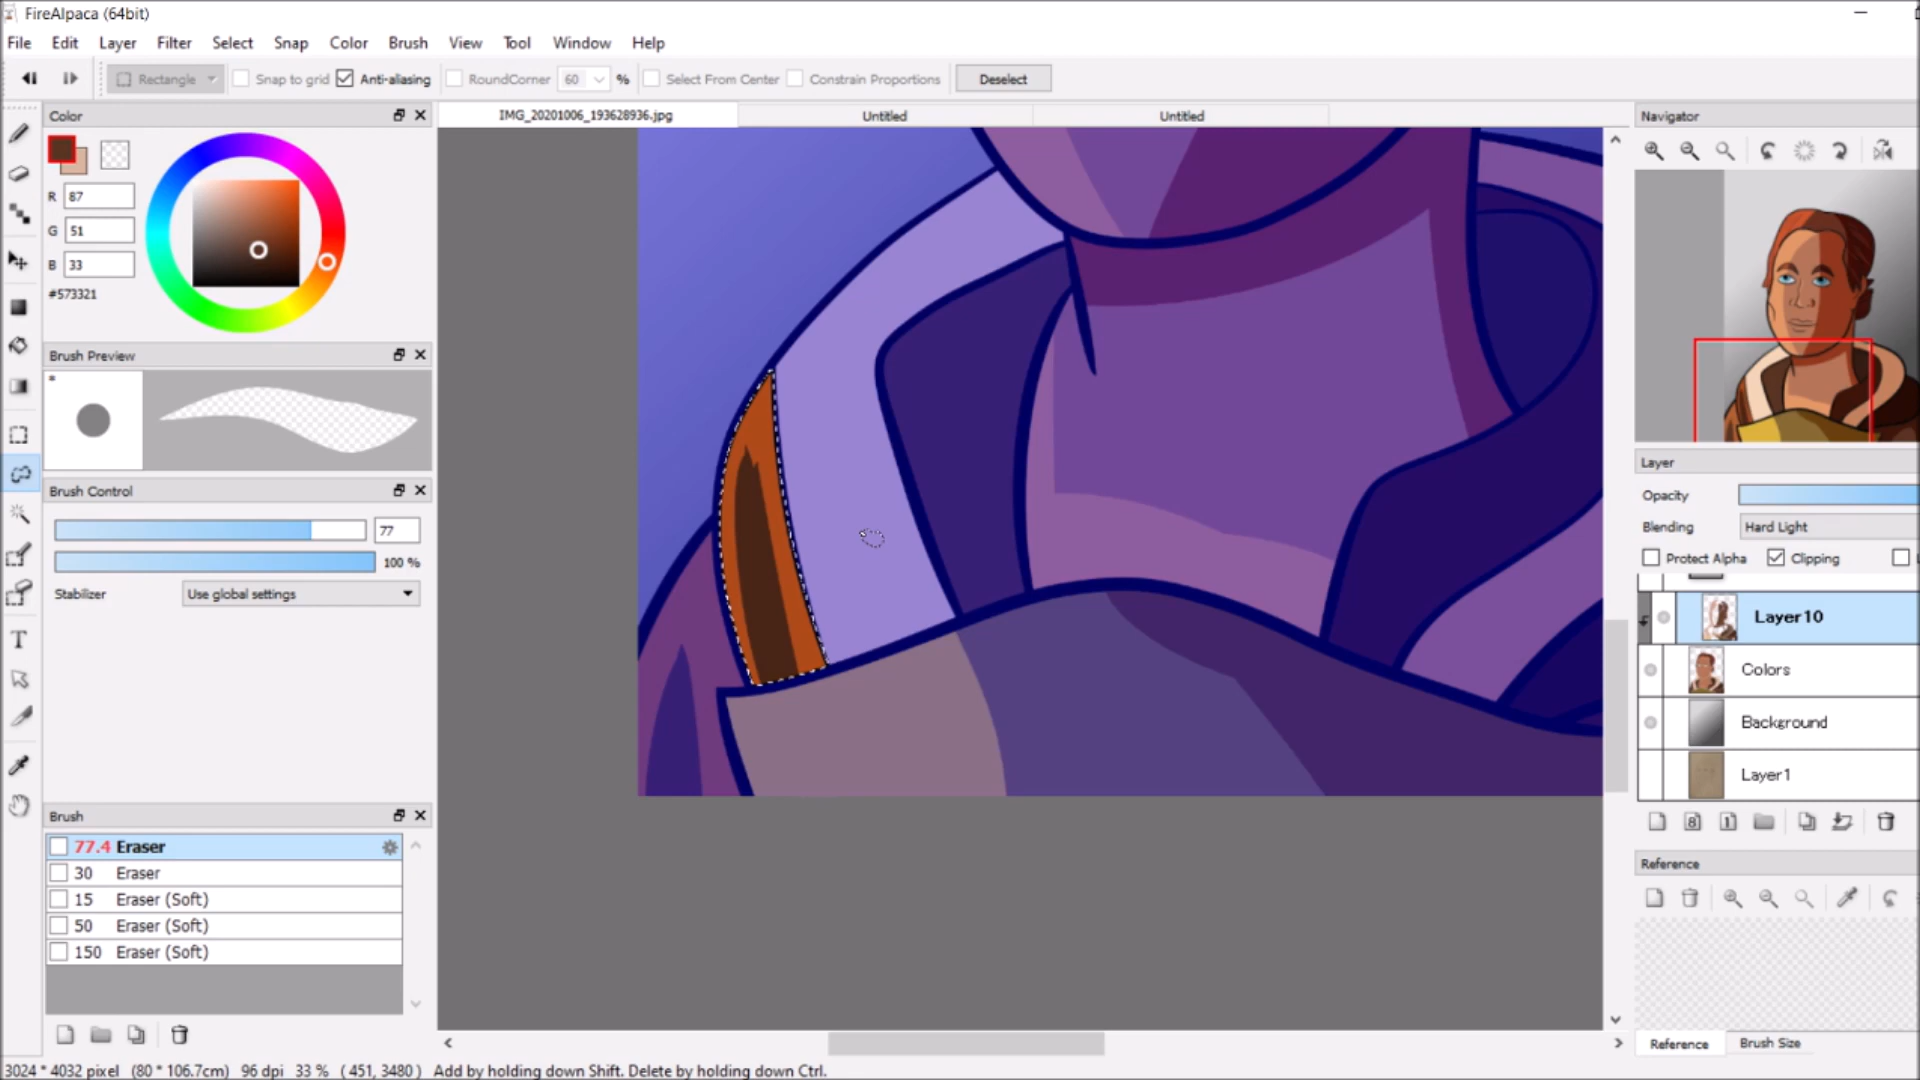 FireAlpaca (64bit)
File Edit Layer Filter Select Snap Color Brush View Tool Window Help
Rectangle Snap to grid Anti-aliasing RoundCorner 60 % Select From Center Constrain Proportions Deselect
Color
IMG_20201006_193628936.jpg Untitled Untitled
Navigator
R 87
G 51
B 33
#573321
Brush Preview
*
Brush Control
77
100 %
Stabilizer Use global settings
Layer
Opacity
Blending Hard Light
Protect Alpha Clipping
Layer10
Colors
Background
Layer1
8 1
Brush
77.4 Eraser
30 Eraser
15 Eraser (Soft)
50 Eraser (Soft)
150 Eraser (Soft)
Reference
Reference Brush Size
T
3024 * 4032 pixel (80 * 106.7cm) 96 dpi 33 % ( 451, 3480 ) Add by holding down Shift. Delete by holding down Ctrl.